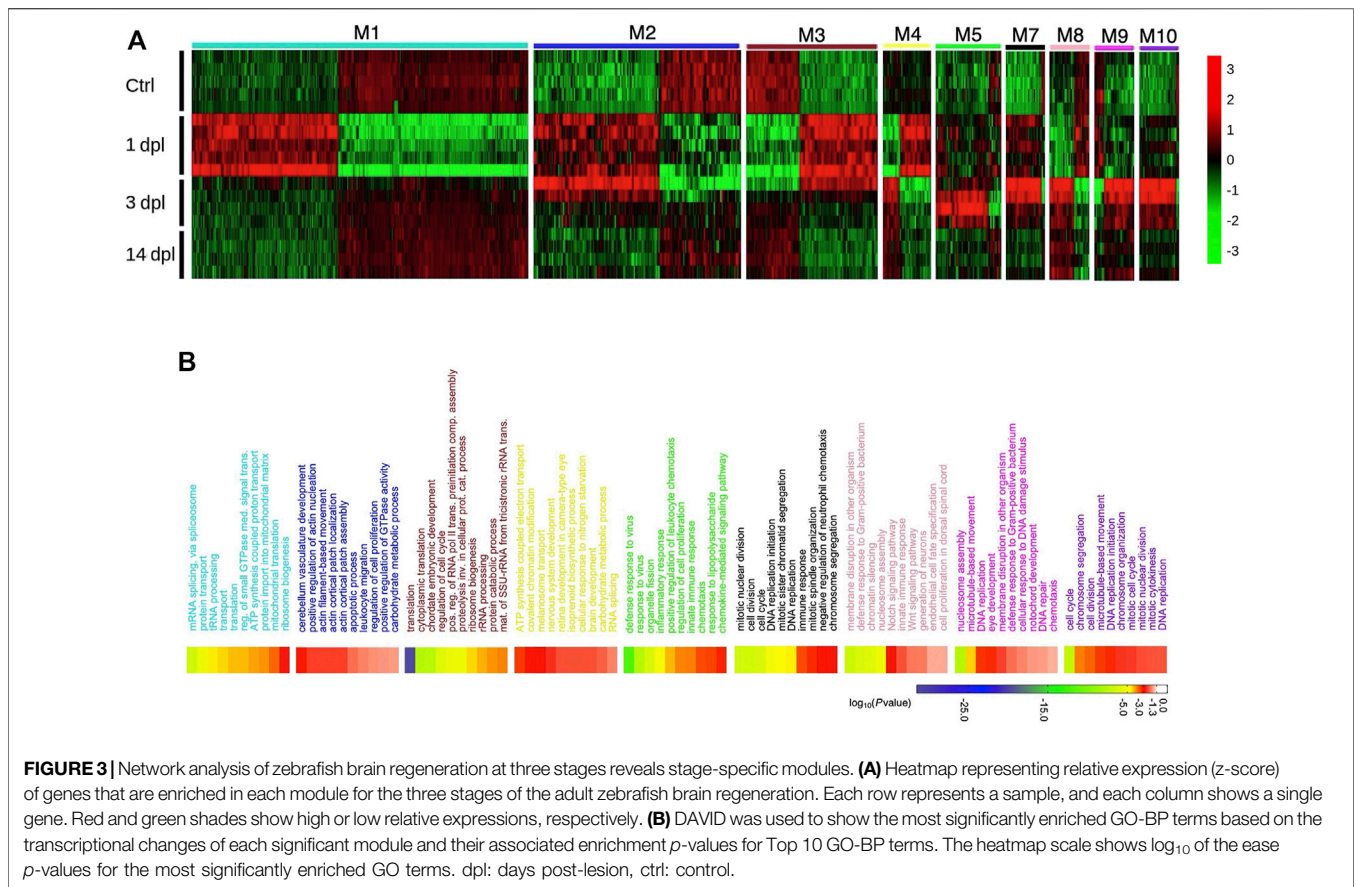 A
M1
M2
M3
M4
M5
M7
M8
M9
M10
Ctrl
1 dpl
3 dpl
14 dpl
3
2
1
0
-1
-2
-3
B
mRNA splicing, via spliceosome
protein transport
tRNA processing
transport
translation
reg. of small GTPase med. signal trans.
ATP synthesis coupled proton transport
protein import into mitochondrial matrix
mitochondrial translation
ribosome biogenesis
cerebellum vasculature development
positive regulation of actin nucleation
actin filament-based movement
actin cortical patch localization
actin cortical patch assembly
apoptotic process
leukocyte migration
regulation of cell proliferation
positive regulation of GTPase activity
carbohydrate metabolic process
translation
cytoplasmic translation
chordate embryonic development
regulation of cell cycle
pos. reg. of RNA pol II trans. preinitiation comp. assembly
proteolysis inv. in cellular prot. cat. process
ribosome biogenesis
rRNA processing
protein catabolic process
mat. of SSU-rRNA from tricistronic rRNA trans.
ATP synthesis coupled electron transport
covalent chromatin modification
melanosome transport
nervous system development
retina development in camera-type eye
isoprenoid biosynthetic process
cellular response to nitrogen starvation
brain development
carbohydrate metabolic process
RNA splicing
defense response to virus
response to virus
organelle fission
inflammatory response
positive regulation of leukocyte chemotaxis
regulation of cell proliferation
innate immune response
chemotaxis
response to lipopolysaccharide
chemokine-mediated signaling pathway
mitotic nuclear division
cell division
cell cycle
DNA replication initiation
mitotic sister chromatid segregation
DNA replication
immune response
mitotic spindle organization
negative regulation of neutrophil chemotaxis
chromosome segregation
membrane disruption in other organism
defense response to Gram-positive bacterium
chromatin silencing
nucleosome assembly
Notch signaling pathway
innate immune response
Wnt signaling pathway
generation of neurons
endothelial cell fate specification
cell proliferation in dorsal spinal cord
nucleosome assembly
microtubule-based movement
DNA replication
eye development
membrane disruption in other organism
defense response to Gram-positive bacterium
cellular response to DNA damage stimulus
notochord development
DNA repair
chemotaxis
cell cycle
chromosome segregation
cell division
microtubule-based movement
DNA replication initiation
chromosome organization
mitotic cell cycle
mitotic nuclear division
mitotic cytokinesis
DNA replication
log10(Pvalue)
-25.0
-15.0
-5.0
-3.0
-1.3
0.0
FIGURE 3 | Network analysis of zebrafish brain regeneration at three stages reveals stage-specific modules. (A) Heatmap representing relative expression (z-score)
of genes that are enriched in each module for the three stages of the adult zebrafish brain regeneration. Each row represents a sample, and each column shows a single
gene. Red and green shades show high or low relative expressions, respectively. (B) DAVID was used to show the most significantly enriched GO-BP terms based on the
transcriptional changes of each significant module and their associated enrichment p-values for Top 10 GO-BP terms. The heatmap scale shows log10 of the ease
p-values for the most significantly enriched GO terms. dpl: days post-lesion, ctrl: control.